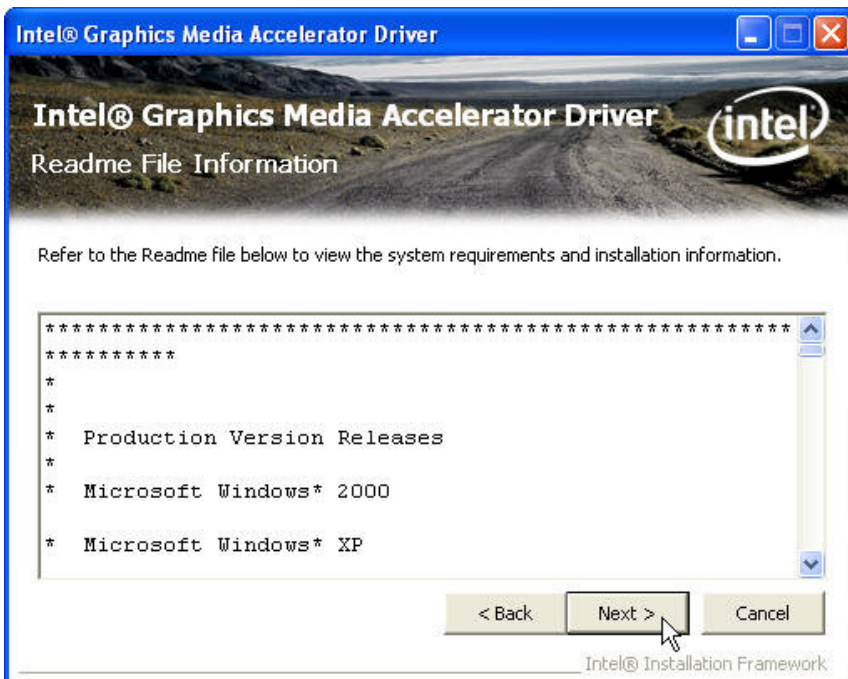 Intel® Graphics Media Accelerator Driver
Intel® Graphics Media Accelerator Driver
intel
Readme File Information
Refer to the Readme file below to view the system requirements and installation information.
********************************************************
**********
*
*
* Production Version Releases
*
* Microsoft Windows* 2000
* Microsoft Windows* XP
< Back
Next >
Cancel
Intel® Installation Framework